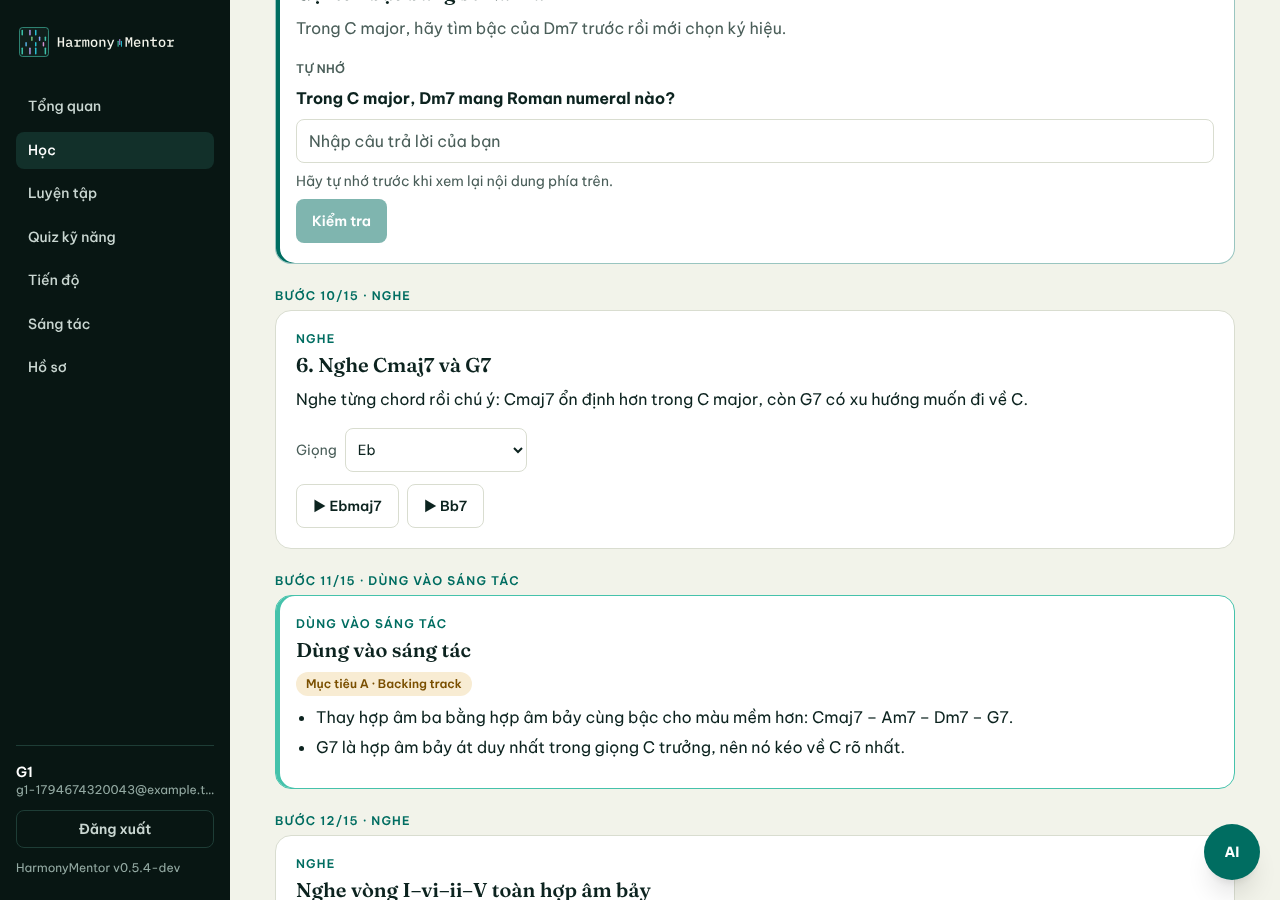 Harmony Mentor
Tổng quan
Học
Luyện tập
Quiz kỹ năng
Tiến độ
Sáng tác
Hồ sơ
G1
g1-1794674320043@example.t...
Đăng xuất
HarmonyMentor v0.5.4-dev
Trong C major, hãy tìm bậc của Dm7 trước rồi mới chọn ký hiệu.
TỰ NHỚ
Trong C major, Dm7 mang Roman numeral nào?
Nhập câu trả lời của bạn
Hãy tự nhớ trước khi xem lại nội dung phía trên.
Kiểm tra
BƯỚC 10/15 · NGHE
NGHE
6. Nghe Cmaj7 và G7
Nghe từng chord rồi chú ý: Cmaj7 ổn định hơn trong C major, còn G7 có xu hướng muốn đi về C.
Giọng Eb
▶ Ebmaj7 ▶ Bb7
BƯỚC 11/15 · DÙNG VÀO SÁNG TÁC
DÙNG VÀO SÁNG TÁC
Dùng vào sáng tác
Mục tiêu A · Backing track
• Thay hợp âm ba bằng hợp âm bảy cùng bậc cho màu mềm hơn: Cmaj7 – Am7 – Dm7 – G7.
• G7 là hợp âm bảy át duy nhất trong giọng C trưởng, nên nó kéo về C rõ nhất.
BƯỚC 12/15 · NGHE
NGHE
Nghe vòng I–vi–ii–V toàn hợp âm bảy
AI